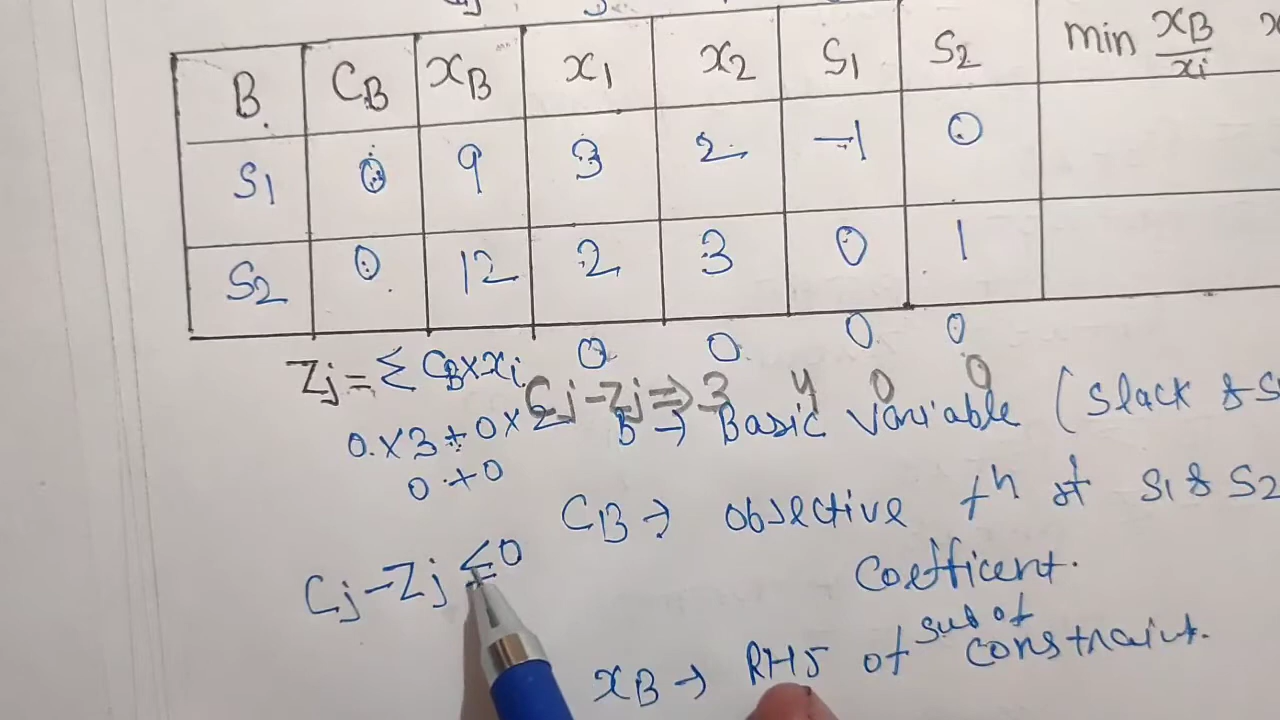 B CB xB x1 x2 S1 S2 min xB/xi
S1 0 9 3 2 -1 0
S2 0 12 2 3 0 1
Zj = Σ CB×xi 0 0 0 0
Cj-Zj ⇒ 3 4 0 0
0×3+0×2 B → Basic variable (slack &
0+0
CB → objective fn of S1 & S2
Cj-Zj ≤0 coefficent.
xB → RHS of sub of constraint.